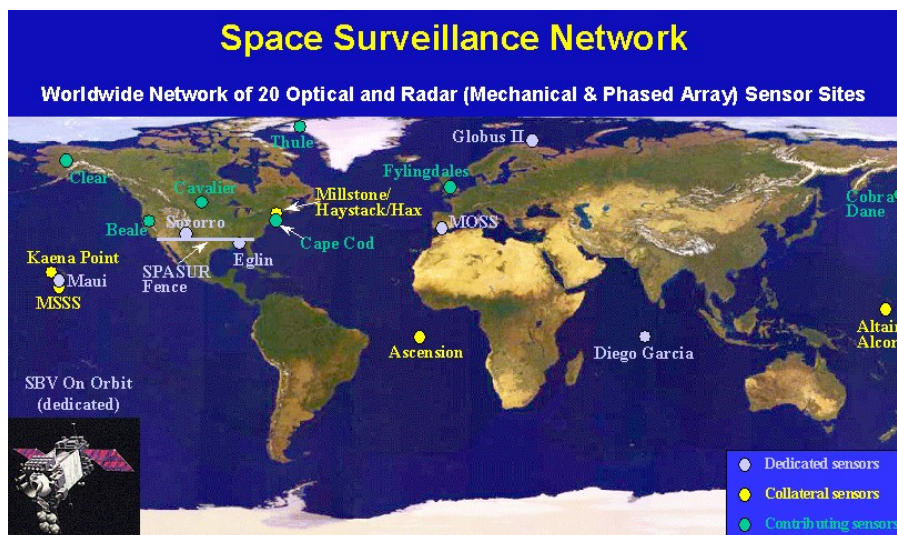 Space Surveillance Network
Worldwide Network of 20 Optical and Radar (Mechanical & Phased Array) Sensor Sites
Thule
Globus II
Clear
Fylingdales
Cavalier
Millstone/
Haystack/Hax
Cobra
Dane
Beale
Socorro
MOSS
Cape Cod
Eglin
SPASUR
Fence
Kaena Point
Maui
MSSS
Altair
Alcor
Ascension
Diego Garcia
SBV On Orbit
(dedicated)
Dedicated sensors
Collateral sensors
Contributing sensors